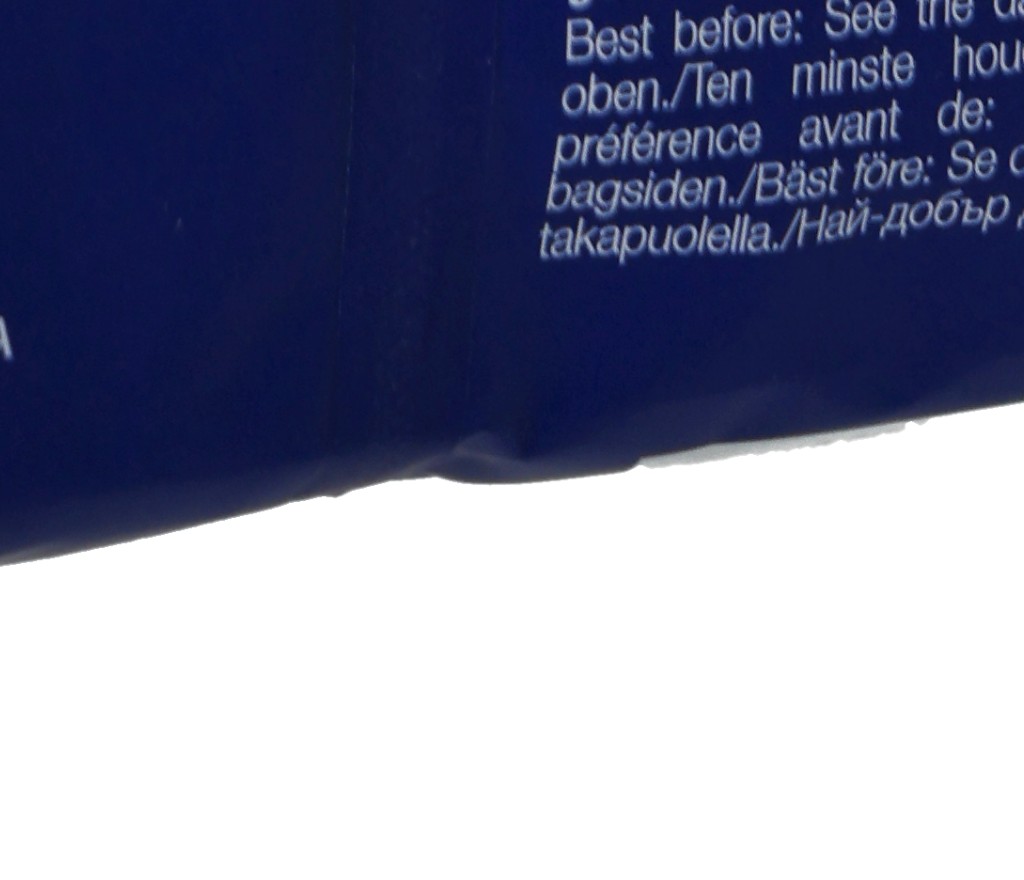 Best before: See the
oben./Ten minste
préférence avant de:
bagsiden./Bäst före: Se
takapuolella./Най-добър
A